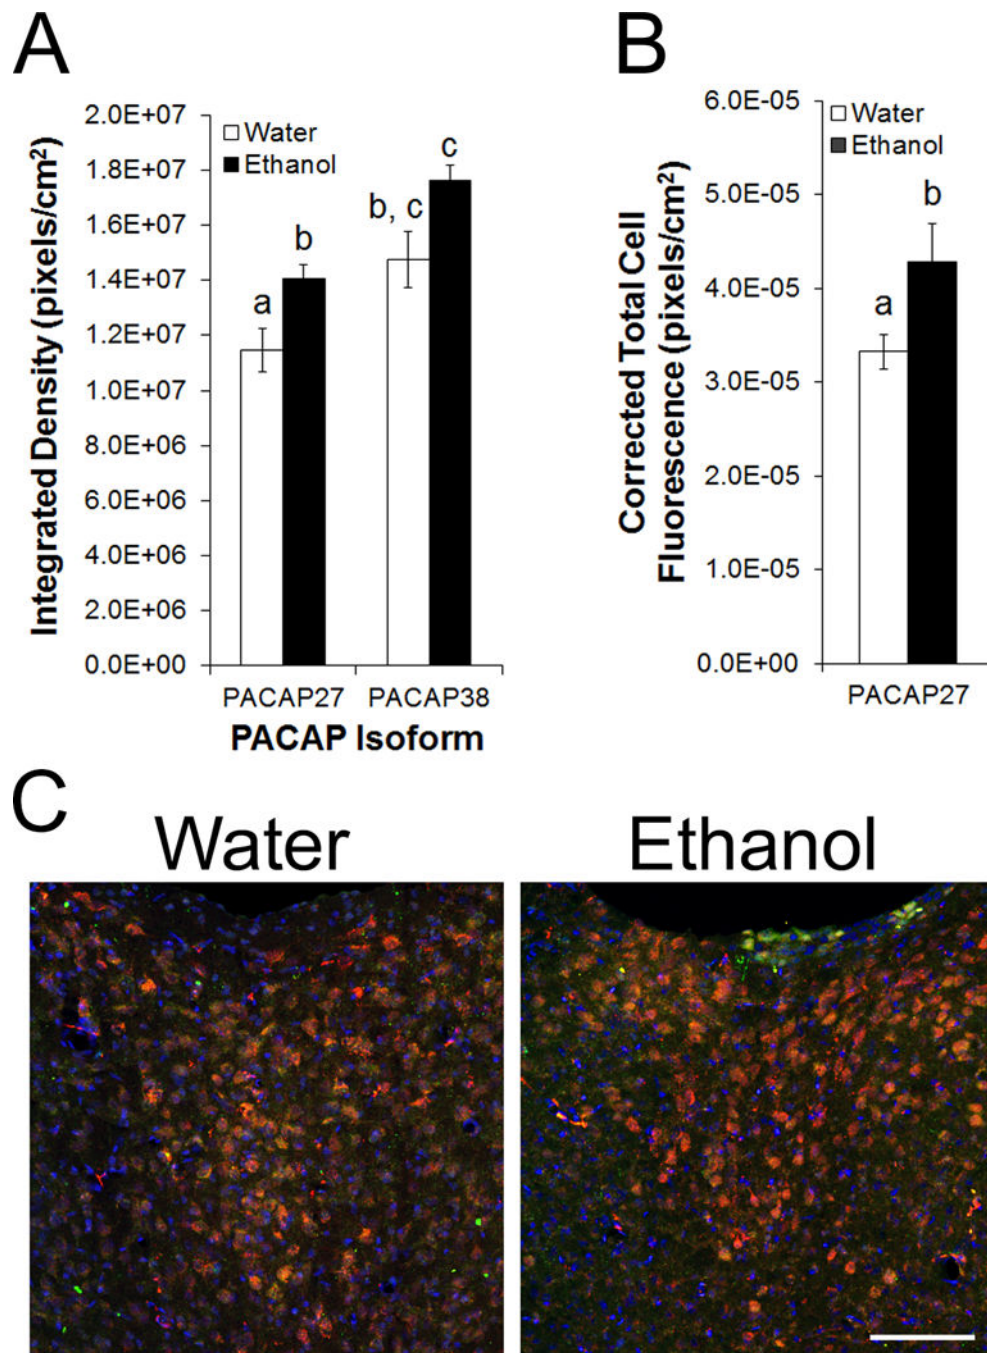 A
B
Integrated Density (pixels/cm²)
2.0E+07
1.8E+07
1.6E+07
1.4E+07
1.2E+07
1.0E+07
8.0E+06
6.0E+06
4.0E+06
2.0E+06
0.0E+00
Water
Ethanol
a
b
b, c
c
PACAP27
PACAP38
PACAP Isoform
Corrected Total Cell
Fluorescence (pixels/cm²)
6.0E-05
5.0E-05
4.0E-05
3.0E-05
2.0E-05
1.0E-05
0.0E+00
Water
Ethanol
a
b
PACAP27
C
Water
Ethanol